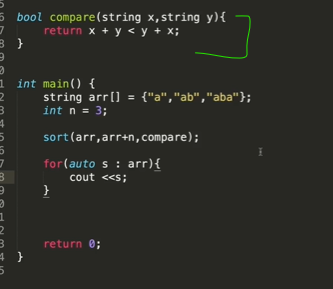 6 bool compare(string x,string y){
7     return x + y < y + x;
8 }
9
0
1 int main() {
2     string arr[] = {"a","ab","aba"};
3     int n = 3;
4
5     sort(arr,arr+n,compare);
6
7     for(auto s : arr){
8         cout <<s;
9     }
0
1
2
3     return 0;
4 }
5